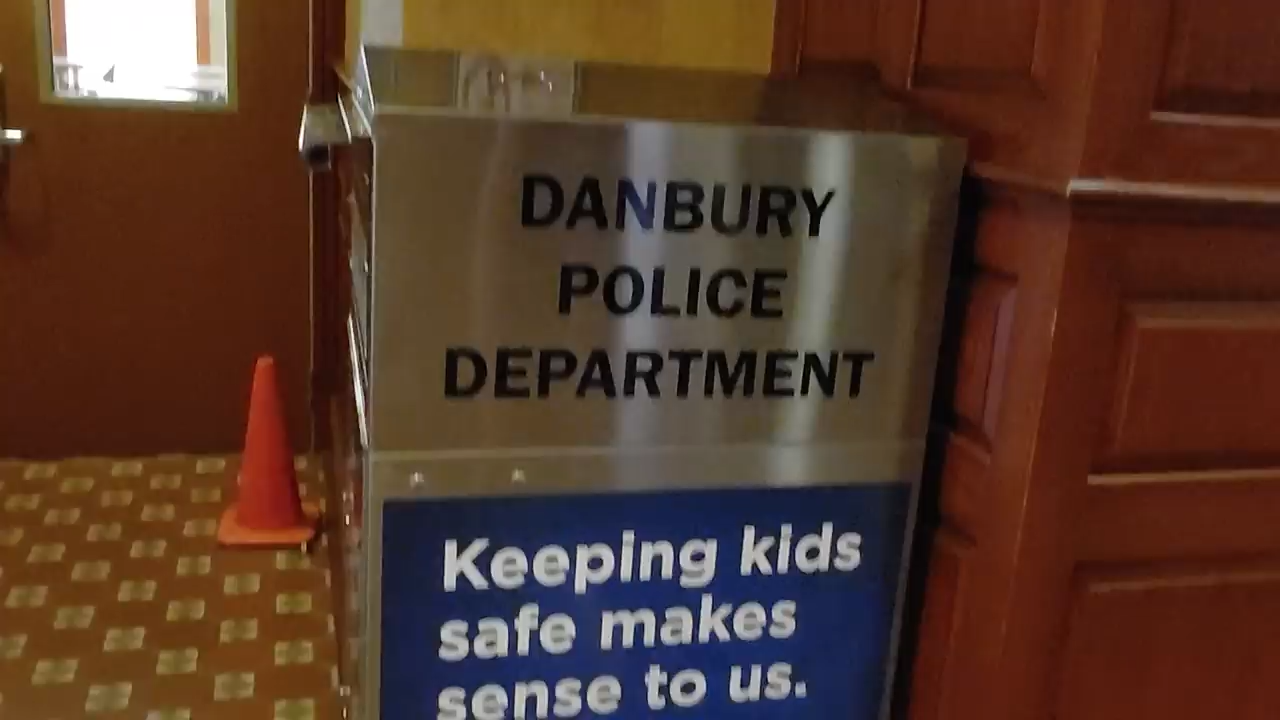 DANBURY
POLICE
DEPARTMENT
Keeping kids
safe makes
sense to us.